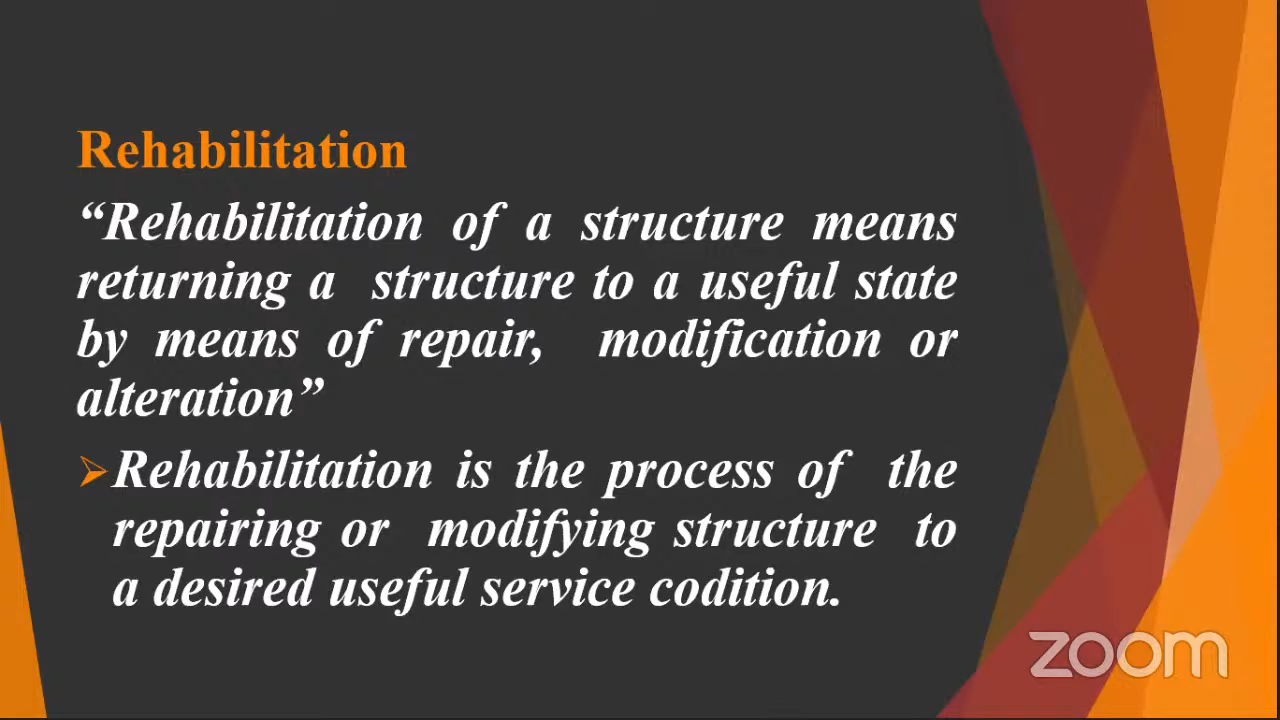 Rehabilitation
“Rehabilitation of a structure means
returning a structure to a useful state
by means of repair, modification or
alteration”
Rehabilitation is the process of the
repairing or modifying structure to
a desired useful service codition.
zoom